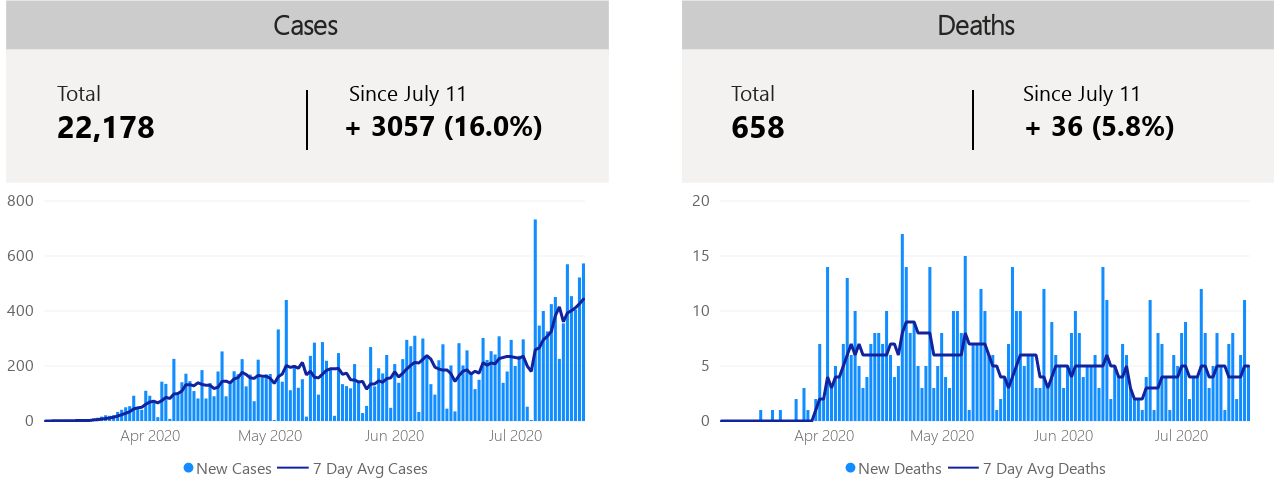 Cases
Total
22,178
Since July 11
+ 3057 (16.0%)
800
600
400
200
0
Apr 2020
May 2020
Jun 2020
Jul 2020
New Cases
7 Day Avg Cases
Deaths
Total
658
Since July 11
+ 36 (5.8%)
20
15
10
5
0
Apr 2020
May 2020
Jun 2020
Jul 2020
New Deaths
7 Day Avg Deaths